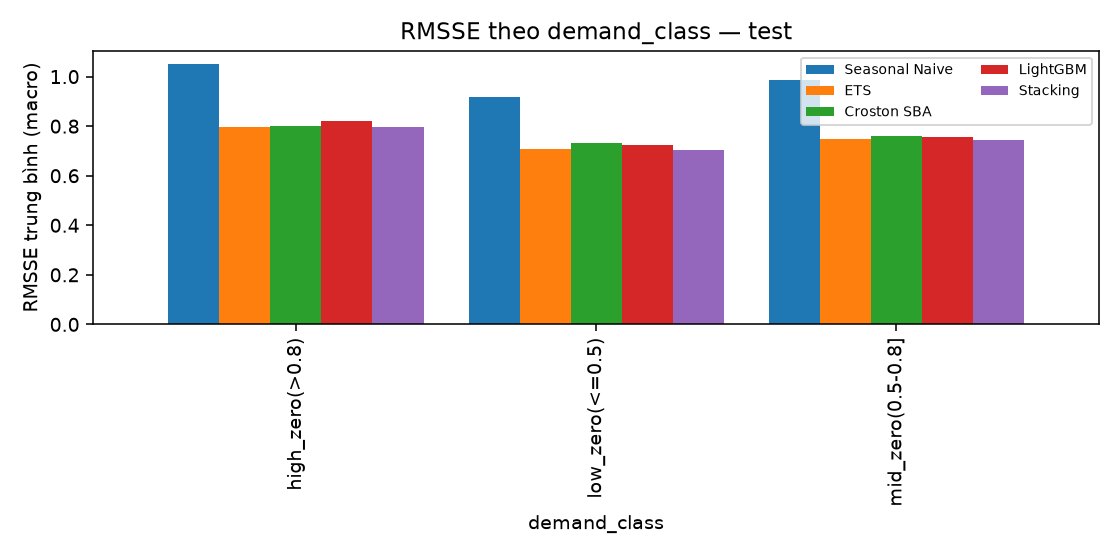 RMSSE theo demand_class — test
RMSSE trung bình (macro)
1.0
0.8
0.6
0.4
0.2
0.0
Seasonal Naive
ETS
Croston SBA
LightGBM
Stacking
high_zero(>0.8)
low_zero(<=0.5)
mid_zero(0.5-0.8]
demand_class